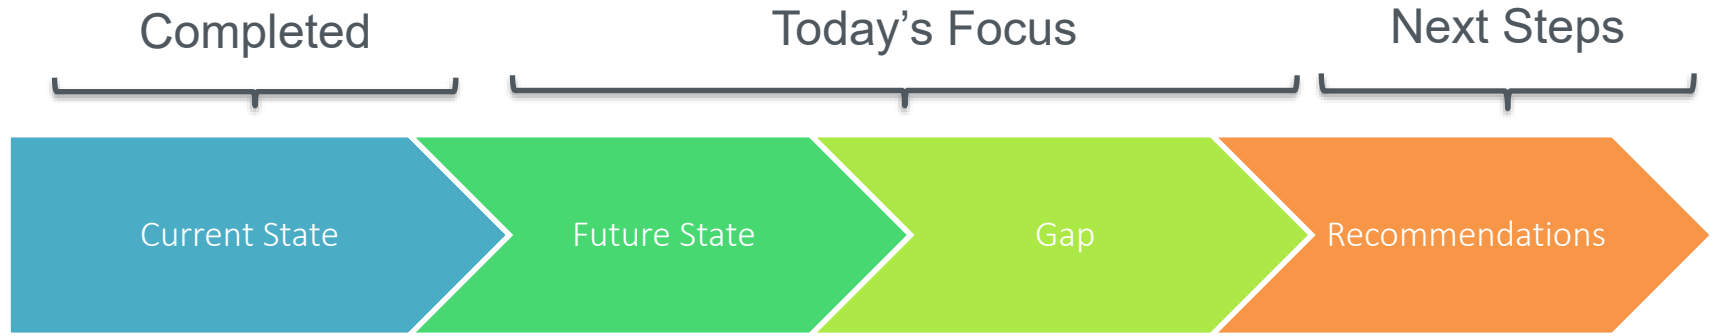 Completed
Today’s Focus
Next Steps
Current State
Future State
Gap
Recommendations